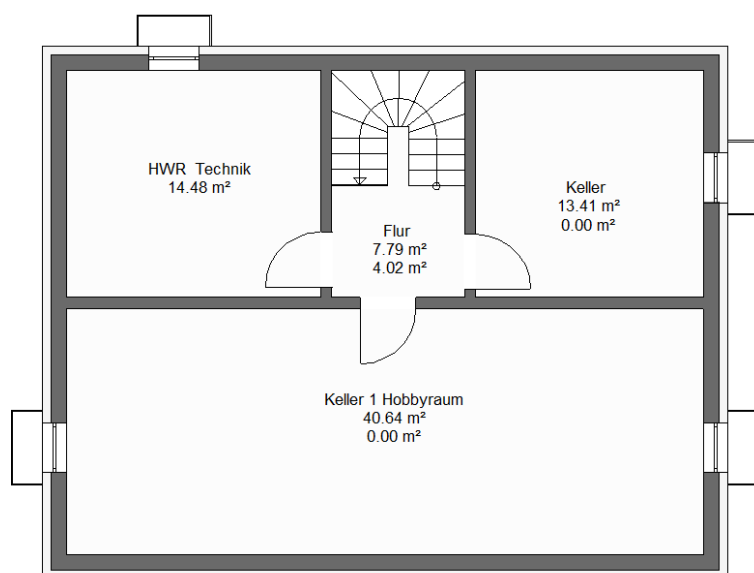 HWR Technik
14.48 m²
Keller
13.41 m²
0.00 m²
Flur
7.79 m²
4.02 m²
Keller 1 Hobbyraum
40.64 m²
0.00 m²